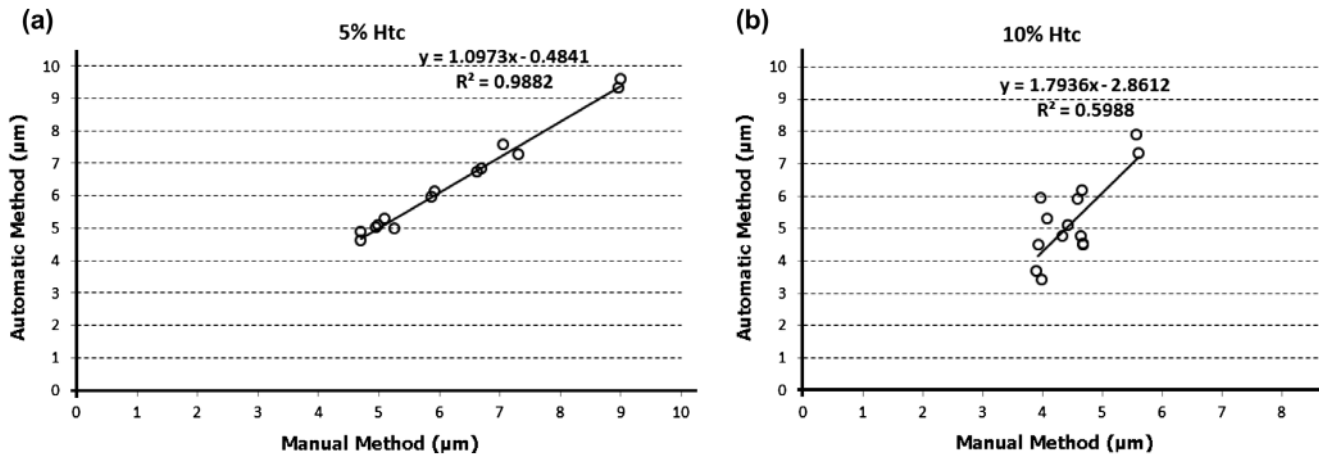 (a)
5% Htc
y = 1.0973x - 0.4841
R² = 0.9882
Automatic Method (µm)
10
9
8
7
6
5
4
3
2
1
0
0 1 2 3 4 5 6 7 8 9 10
Manual Method (µm)
(b)
10% Htc
y = 1.7936x - 2.8612
R² = 0.5988
Automatic Method (µm)
10
9
8
7
6
5
4
3
2
1
0
0 1 2 3 4 5 6 7 8
Manual Method (µm)